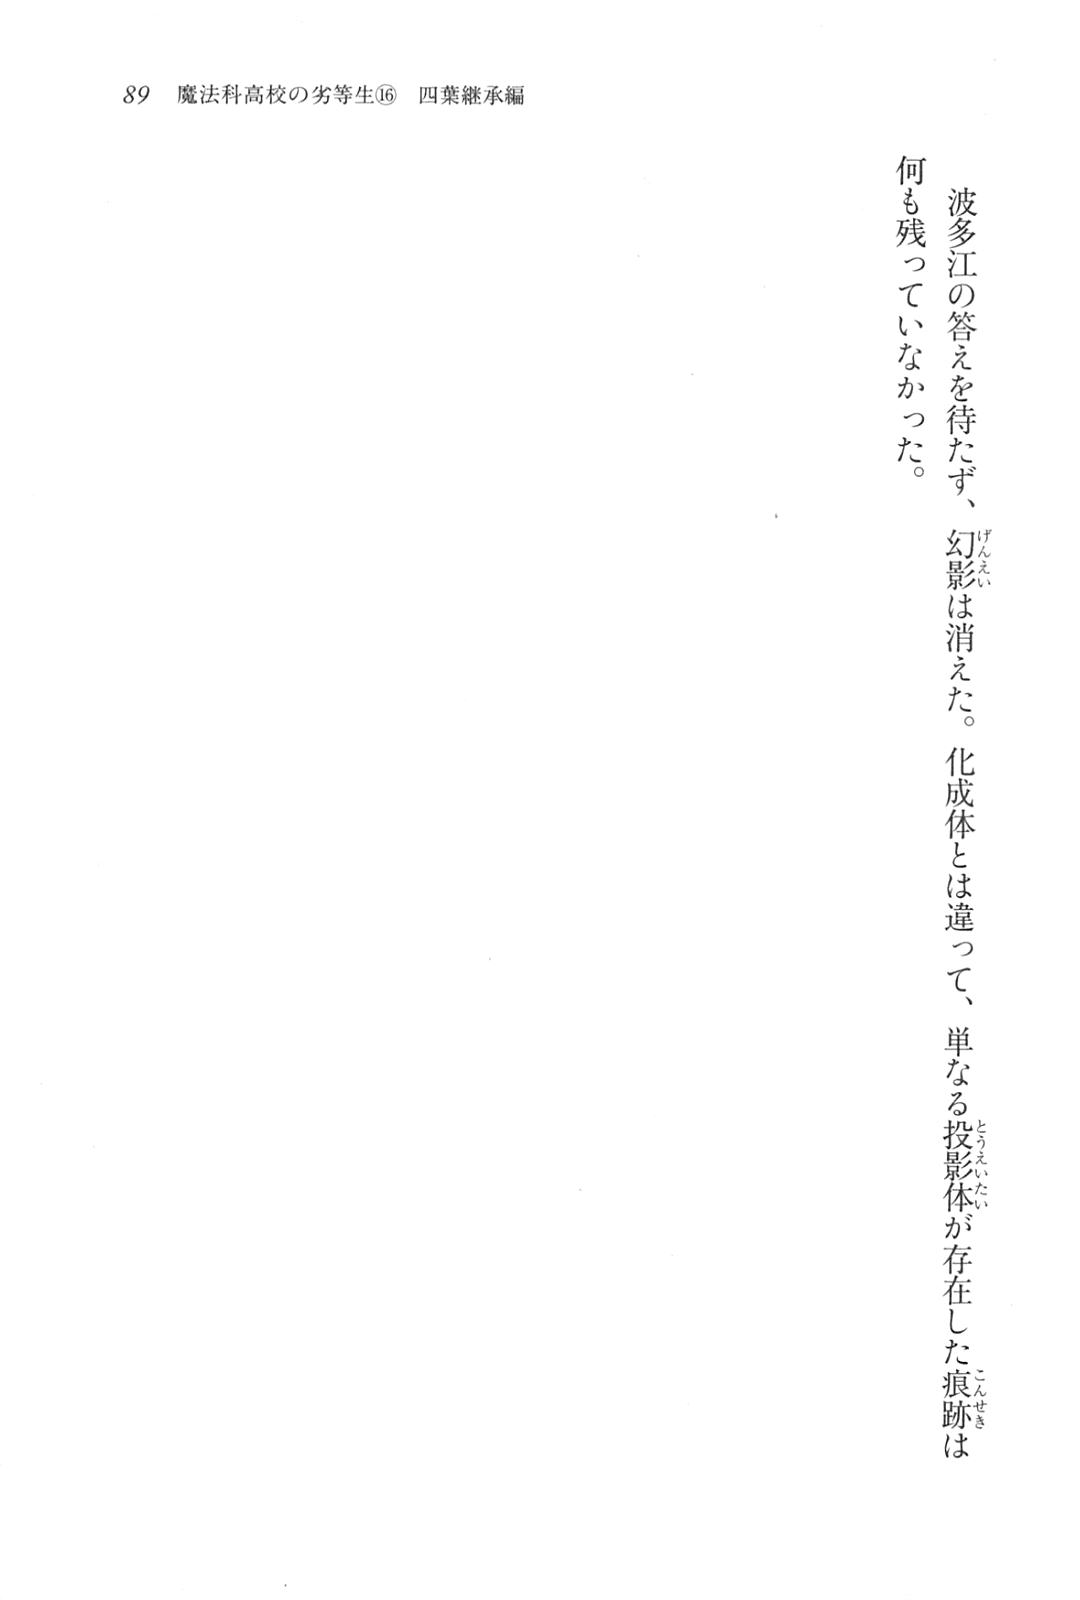 89　魔法科高校の劣等生⑯　四葉継承編
　波多江の答えを待たず、幻影は消えた。化成体とは違って、単なる投影体が存在した痕跡は
げんえい
とうえいたい
こんせき
何も残っていなかった。